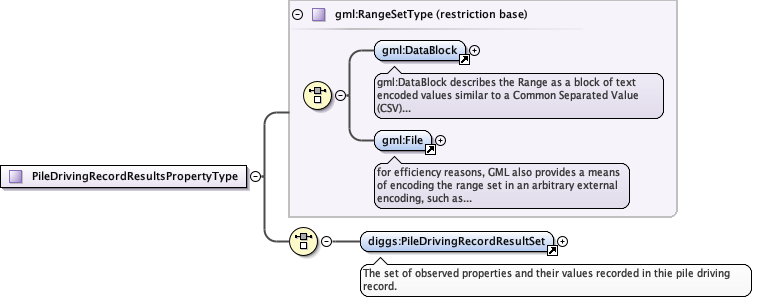 gml:RangeSetType (restriction base)
gml:DataBlock
gml:DataBlock describes the Range as a block of text
encoded values similar to a Common Separated Value
(CSV)...
gml:File
for efficiency reasons, GML also provides a means
of encoding the range set in an arbitrary external
encoding, such as...
PileDrivingRecordResultsPropertyType
diggs:PileDrivingRecordResultSet
The set of observed properties and their values recorded in thie pile driving
record.